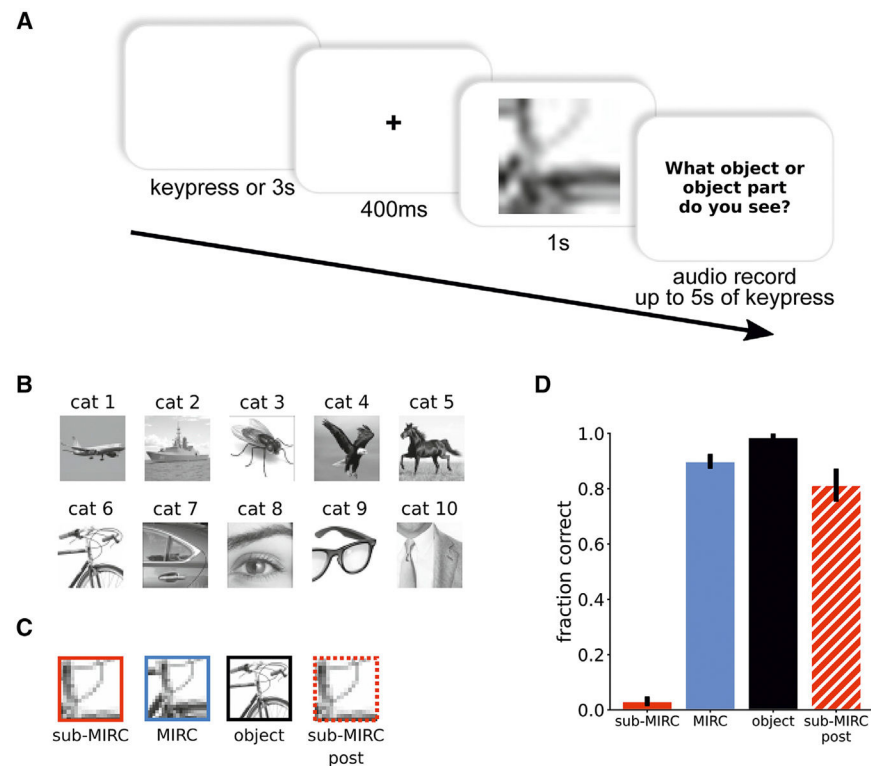 A
keypress or 3s
+
400ms
1s
What object or
object part
do you see?
audio record
up to 5s of keypress
B
cat 1
cat 2
cat 3
cat 4
cat 5
cat 6
cat 7
cat 8
cat 9
cat 10
C
sub-MIRC
MIRC
object
sub-MIRC
post
D
fraction correct
1.0
0.8
0.6
0.4
0.2
0.0
sub-MIRC
MIRC
object
sub-MIRC
post